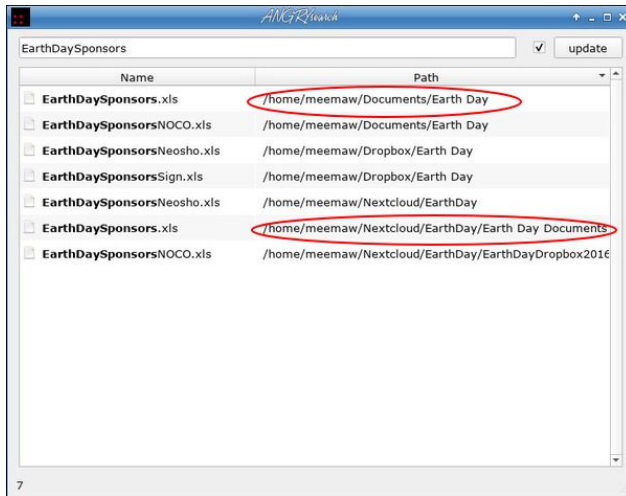 ANGRYsearch
EarthDaySponsors update
Name Path
EarthDaySponsors.xls /home/meemaw/Documents/Earth Day
EarthDaySponsorsNOCO.xls /home/meemaw/Documents/Earth Day
EarthDaySponsorsNeosho.xls /home/meemaw/Dropbox/Earth Day
EarthDaySponsorsSign.xls /home/meemaw/Dropbox/Earth Day
EarthDaySponsorsNeosho.xls /home/meemaw/Nextcloud/EarthDay
EarthDaySponsors.xls /home/meemaw/Nextcloud/EarthDay/Earth Day Documents
EarthDaySponsorsNOCO.xls /home/meemaw/Nextcloud/EarthDay/EarthDayDropbox2016
7